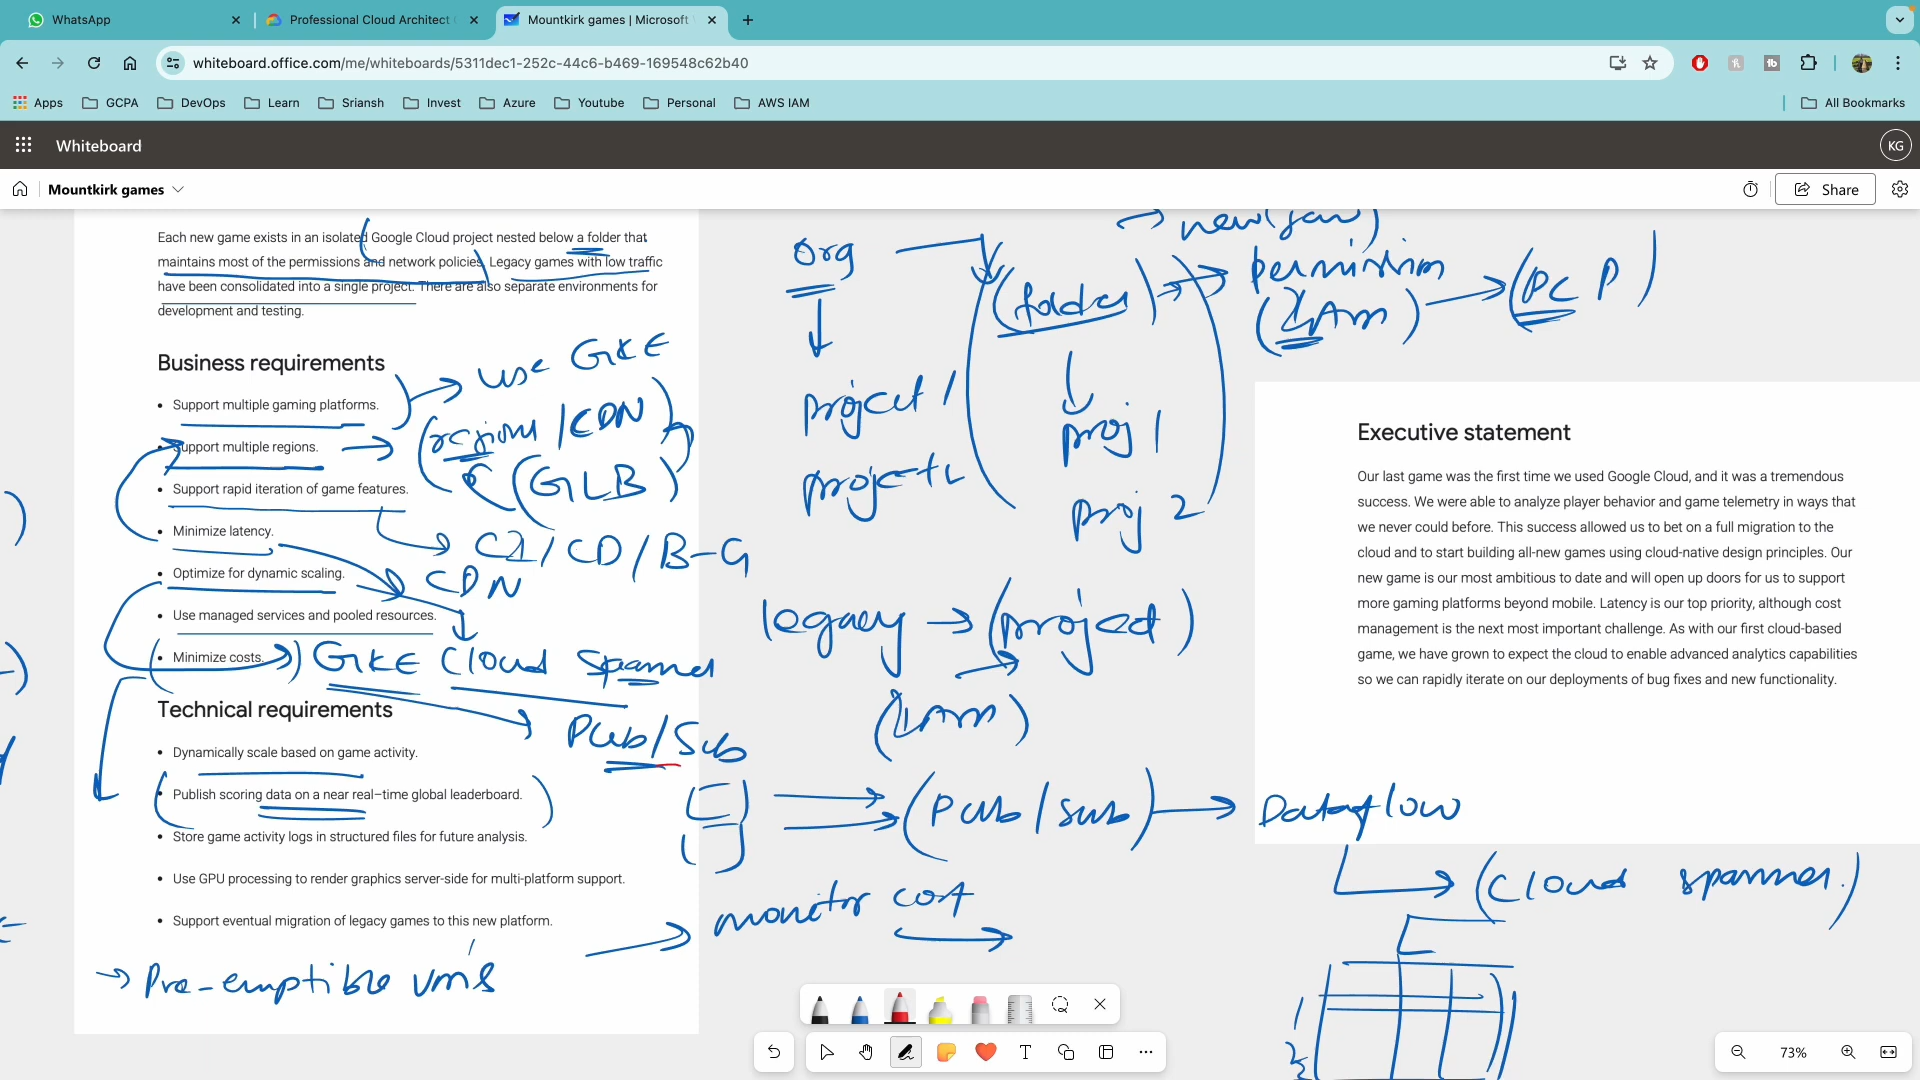 WhatsApp
Professional Cloud Architect
Mountkirk games | Microsoft
whiteboard.office.com/me/whiteboards/5311dec1-252c-44c6-b469-169548c62b40
Apps GCPA DevOps Learn Sriansh Invest Azure Youtube Personal AWS IAM All Bookmarks
Whiteboard KG
Mountkirk games Share
Each new game exists in an isolated Google Cloud project nested below a folder that
maintains most of the permissions and network policies. Legacy games with low traffic
have been consolidated into a single project. There are also separate environments for
development and testing.
Business requirements
Support multiple gaming platforms.
Support multiple regions.
Support rapid iteration of game features.
Minimize latency.
Optimize for dynamic scaling.
Use managed services and pooled resources.
Minimize costs.
use GKE
(regions / CDN)
(GLB)
CI / CD / B-G
CDN
GKE Cloud Spanner
Pub/Sub
Technical requirements
Dynamically scale based on game activity.
Publish scoring data on a near real-time global leaderboard.
Store game activity logs in structured files for future analysis.
Use GPU processing to render graphics server-side for multi-platform support.
Support eventual migration of legacy games to this new platform.
→ Pre-emptible vm's
→ monitor cost
org
project 1
(folder)
proj 1
proj 2
permission
(IAM) → (PCP)
legacy → (project)
(IAM)
(Pub/sub) → Dataflow
(Cloud spanner)
1
Executive statement
Our last game was the first time we used Google Cloud, and it was a tremendous
success. We were able to analyze player behavior and game telemetry in ways that
we never could before. This success allowed us to bet on a full migration to the
cloud and to start building all-new games using cloud-native design principles. Our
new game is our most ambitious to date and will open up doors for us to support
more gaming platforms beyond mobile. Latency is our top priority, although cost
management is the next most important challenge. As with our first cloud-based
game, we have grown to expect the cloud to enable advanced analytics capabilities
so we can rapidly iterate on our deployments of bug fixes and new functionality.
73%